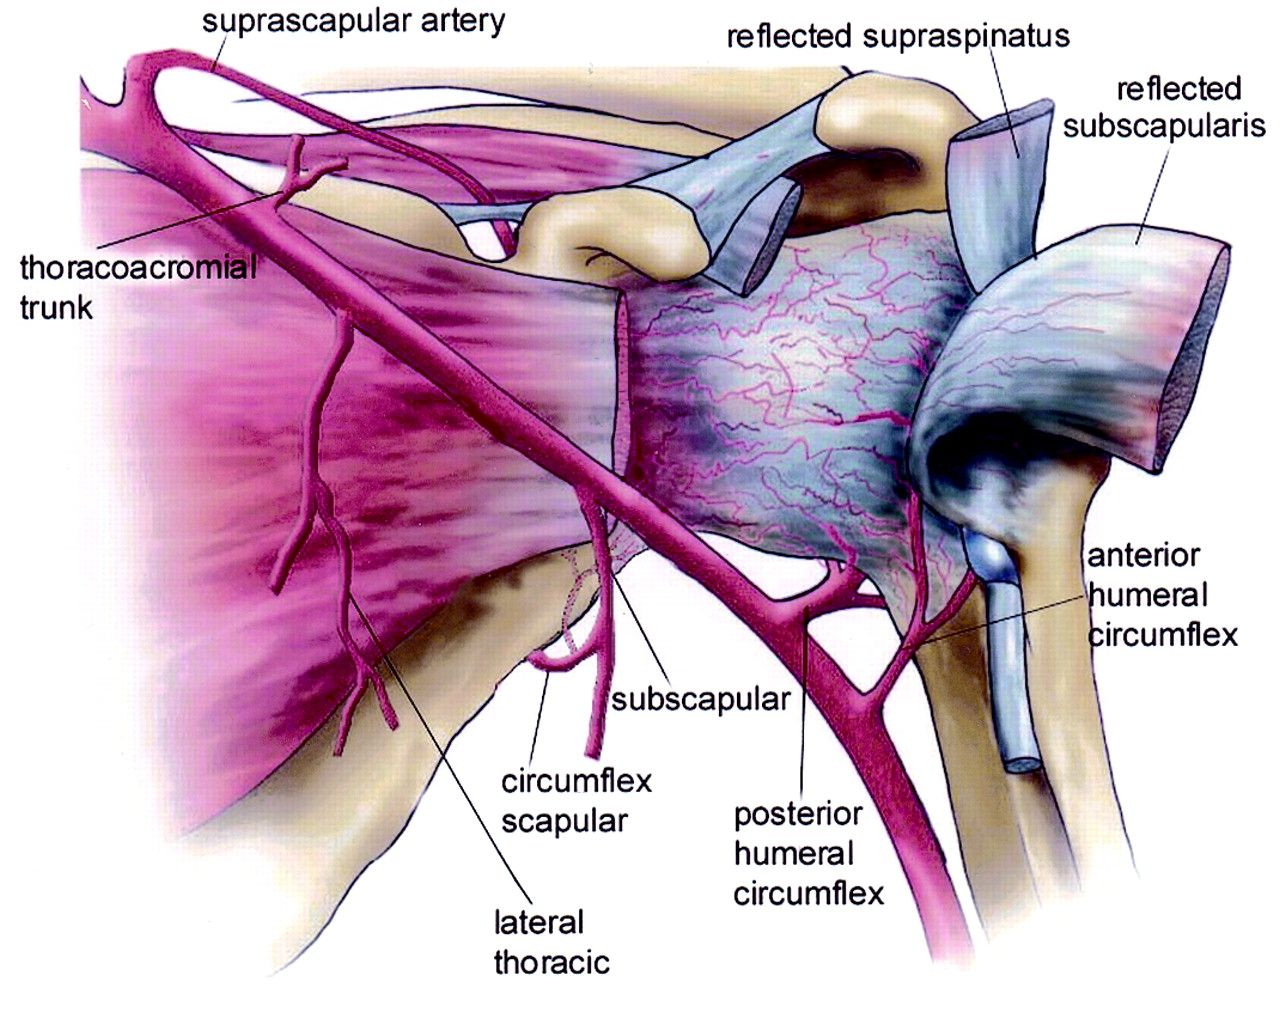 suprascapular artery
reflected supraspinatus
reflected
subscapularis
thoracoacromial
trunk
anterior
humeral
circumflex
subscapular
circumflex
scapular
posterior
humeral
circumflex
lateral
thoracic